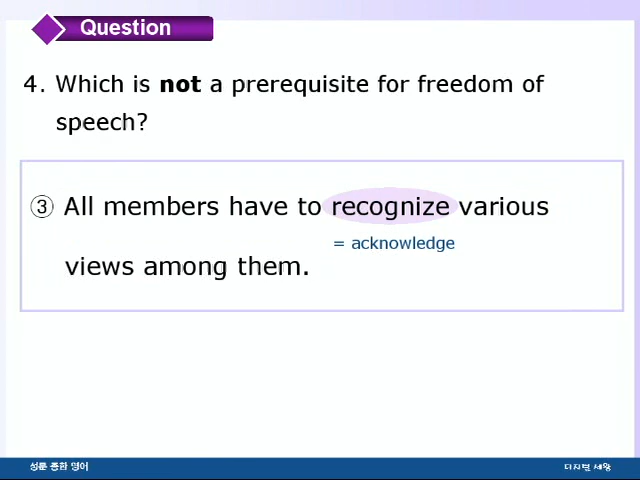 Question
4. Which is not a prerequisite for freedom of
speech?
③ All members have to recognize various
= acknowledge
views among them.
성문 종합 영어
디지털 세왕